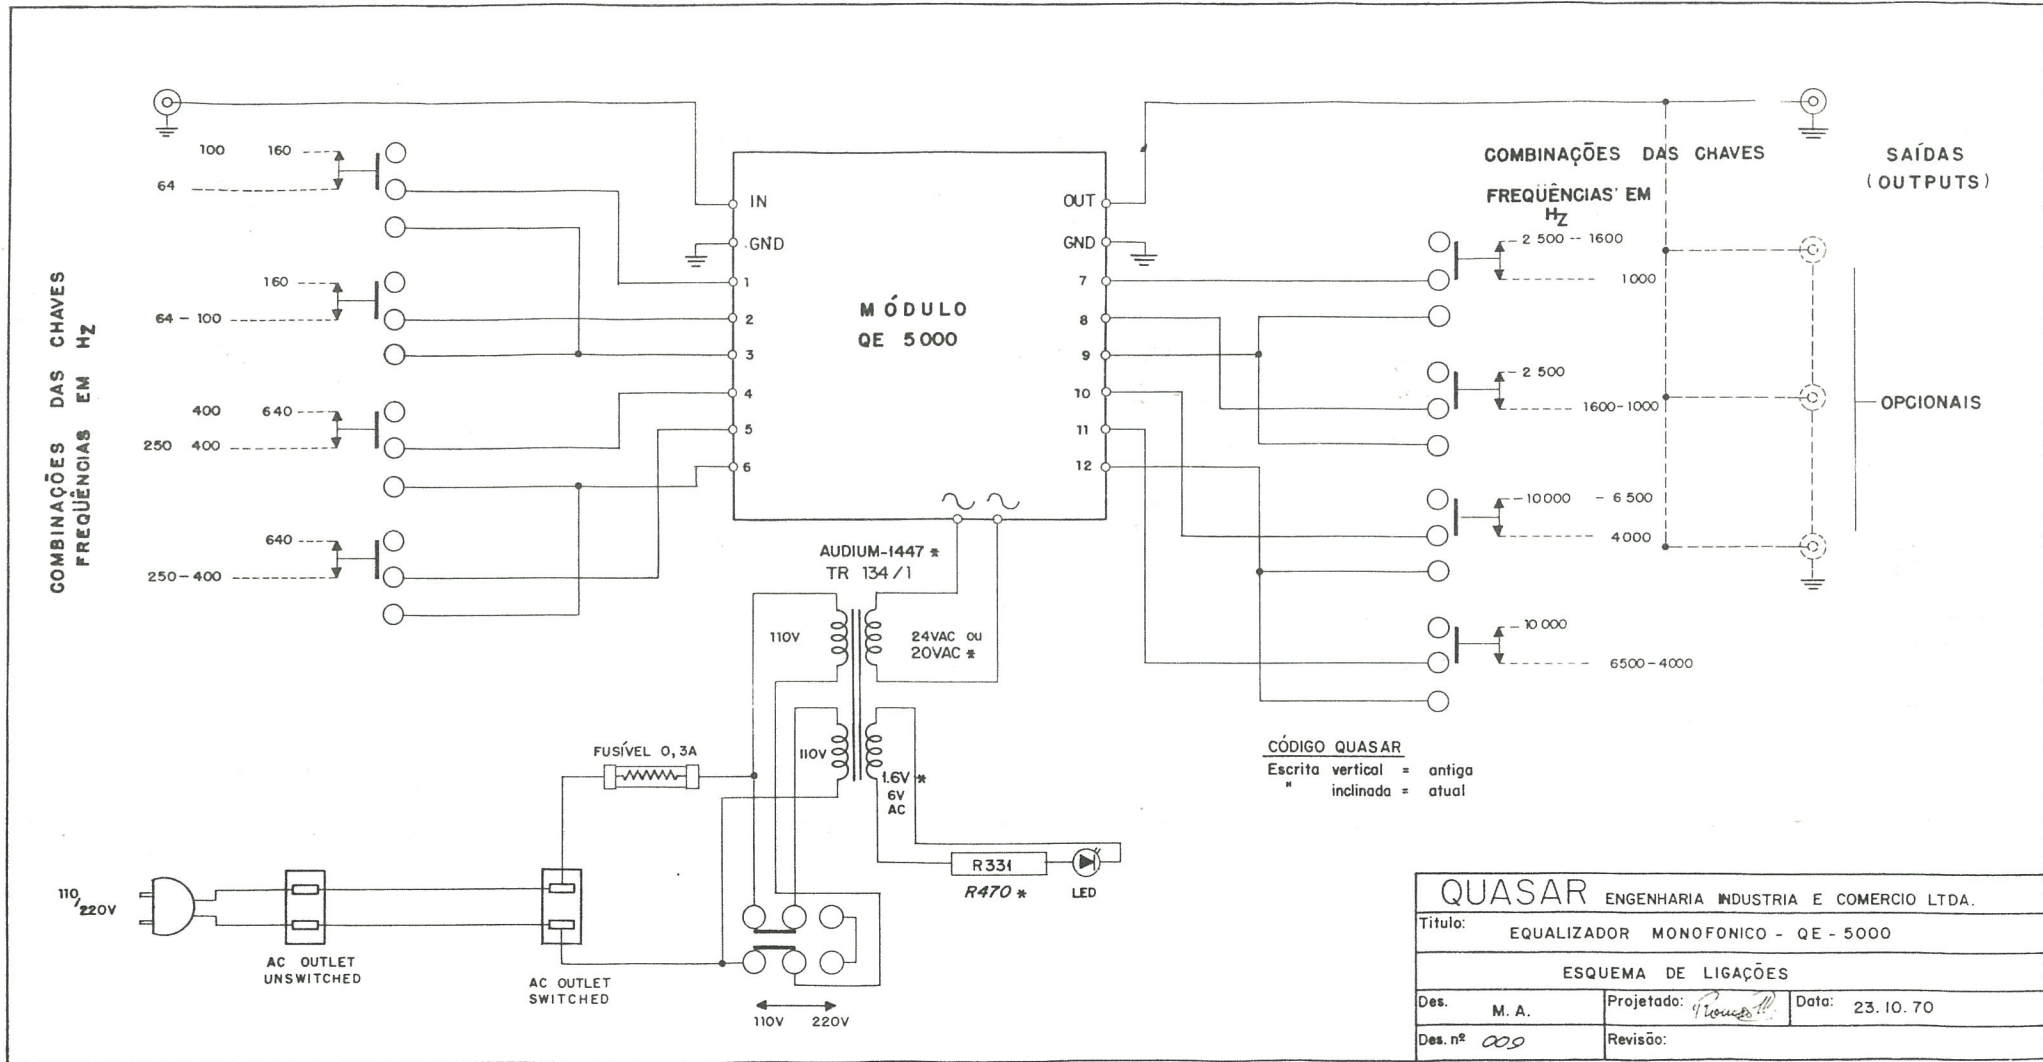 100 160
64
160
64 - 100
400 640
250 400
640
250 - 400
COMBINAÇÕES DAS CHAVES
FREQÜÊNCIAS EM HZ
IN
GND
1
2
3
4
5
6
MÓDULO
QE 5000
OUT
GND
7
8
9
10
11
12
COMBINAÇÕES DAS CHAVES
FREQÜÊNCIAS EM
HZ
2 500 -- 1600
1000
2 500
1600-1000
10000 - 6 500
4000
10 000
6500-4000
SAÍDAS
(OUTPUTS)
OPCIONAIS
AUDIUM-1447 *
TR 134/1
110V
24VAC ou
20VAC *
110V
1.6V *
6V
AC
FUSÍVEL 0,3A
R331
R470 *
LED
110/220V
AC OUTLET
UNSWITCHED
AC OUTLET
SWITCHED
110V 220V
CÓDIGO QUASAR
Escrita vertical = antiga
" inclinada = atual
QUASAR ENGENHARIA INDUSTRIA E COMERCIO LTDA.
Titulo: EQUALIZADOR MONOFONICO - QE - 5000
ESQUEMA DE LIGAÇÕES
Des. M. A.
Projetado:
Data: 23.10.70
Des. nº 009
Revisão: